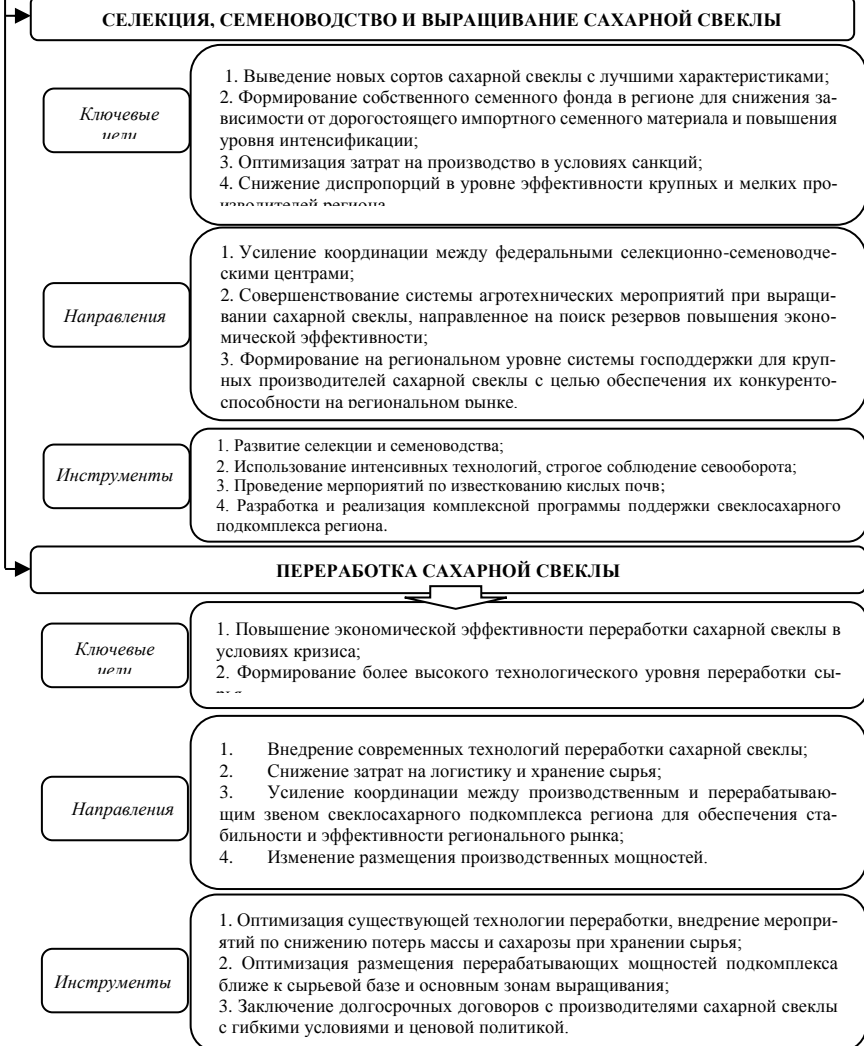 СЕЛЕКЦИЯ, СЕМЕНОВОДСТВО И ВЫРАЩИВАНИЕ САХАРНОЙ СВЕКЛЫ
Ключевые
цели
1. Выведение новых сортов сахарной свеклы с лучшими характеристиками;
2. Формирование собственного семенного фонда в регионе для снижения за-
висимости от дорогостоящего импортного семенного материала и повышения
уровня интенсификации;
3. Оптимизация затрат на производство в условиях санкций;
4. Снижение диспропорций в уровне эффективности крупных и мелких про-
изводителей региона
Направления
1. Усиление координации между федеральными селекционно-семеноводче-
скими центрами;
2. Совершенствование системы агротехнических мероприятий при выращи-
вании сахарной свеклы, направленное на поиск резервов повышения эконо-
мической эффективности;
3. Формирование на региональном уровне системы господдержки для круп-
ных производителей сахарной свеклы с целью обеспечения их конкуренто-
способности на региональном рынке.
Инструменты
1. Развитие селекции и семеноводства;
2. Использование интенсивных технологий, строгое соблюдение севооборота;
3. Проведение мерпориятий по известкованию кислых почв;
4. Разработка и реализация комплексной программы поддержки свеклосахарного
подкомплекса региона.
ПЕРЕРАБОТКА САХАРНОЙ СВЕКЛЫ
Ключевые
цели
1. Повышение экономической эффективности переработки сахарной свеклы в
условиях кризиса;
2. Формирование более высокого технологического уровня переработки сы-
рья
Направления
1. Внедрение современных технологий переработки сахарной свеклы;
2. Снижение затрат на логистику и хранение сырья;
3. Усиление координации между производственным и перерабатываю-
щим звеном свеклосахарного подкомплекса региона для обеспечения ста-
бильности и эффективности регионального рынка;
4. Изменение размещения производственных мощностей.
Инструменты
1. Оптимизация существующей технологии переработки, внедрение меропри-
ятий по снижению потерь массы и сахарозы при хранении сырья;
2. Оптимизация размещения перерабатывающих мощностей подкомплекса
ближе к сырьевой базе и основным зонам выращивания;
3. Заключение долгосрочных договоров с производителями сахарной свеклы
с гибкими условиями и ценовой политикой.